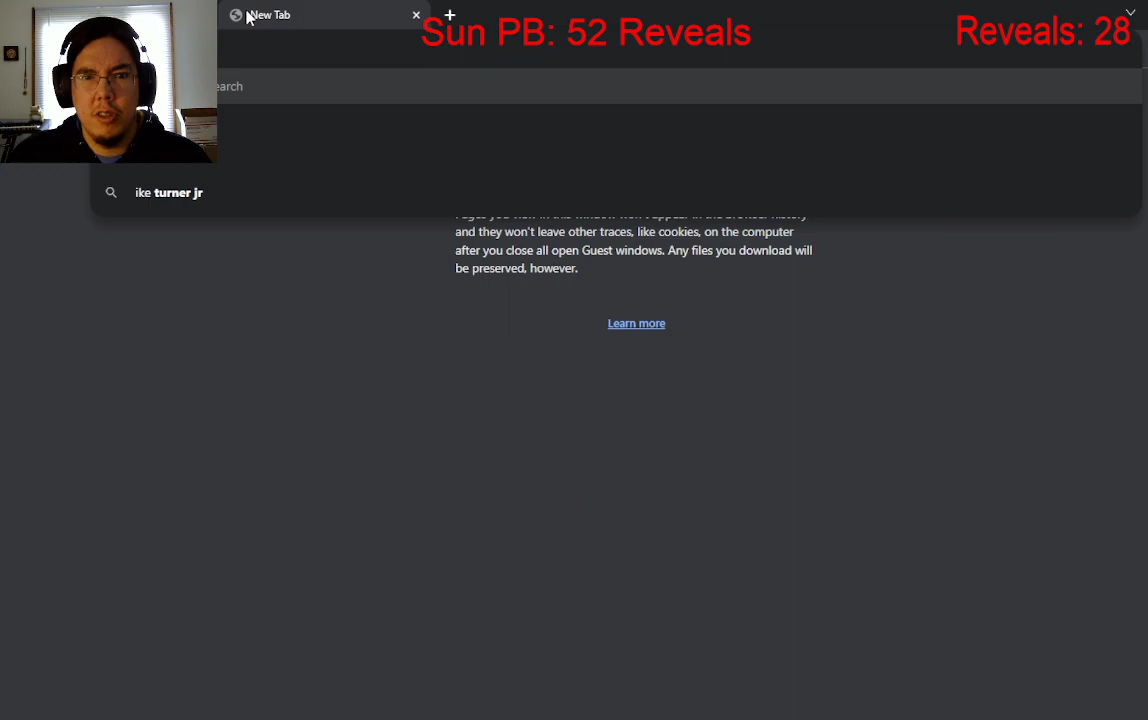 New Tab
Sun PB: 52 Reveals
Reveals: 28
earch
ike turner jr
and they won't leave other traces, like cookies, on the computer
after you close all open Guest windows. Any files you download will
be preserved, however.
Learn more